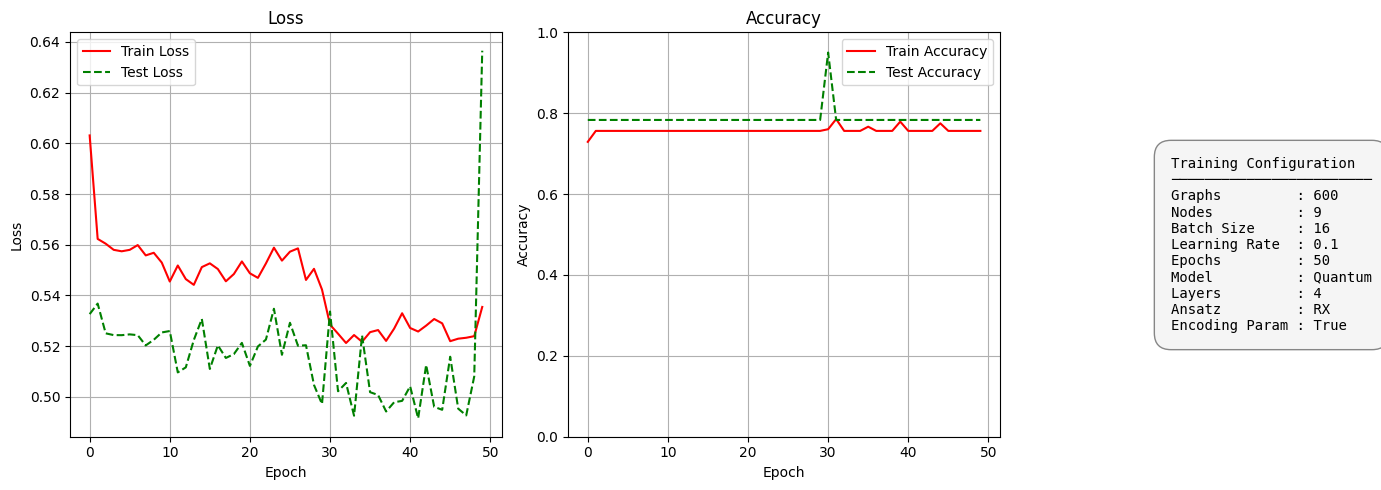 Loss
Train Loss
Test Loss
0.64
0.62
0.60
0.58
0.56
0.54
0.52
0.50
Loss
0
10
20
30
40
50
Epoch
Accuracy
Train Accuracy
Test Accuracy
1.0
0.8
0.6
0.4
0.2
0.0
Accuracy
0
10
20
30
40
50
Epoch
Training Configuration
Graphs : 600
Nodes : 9
Batch Size : 16
Learning Rate : 0.1
Epochs : 50
Model : Quantum
Layers : 4
Ansatz : RX
Encoding Param : True